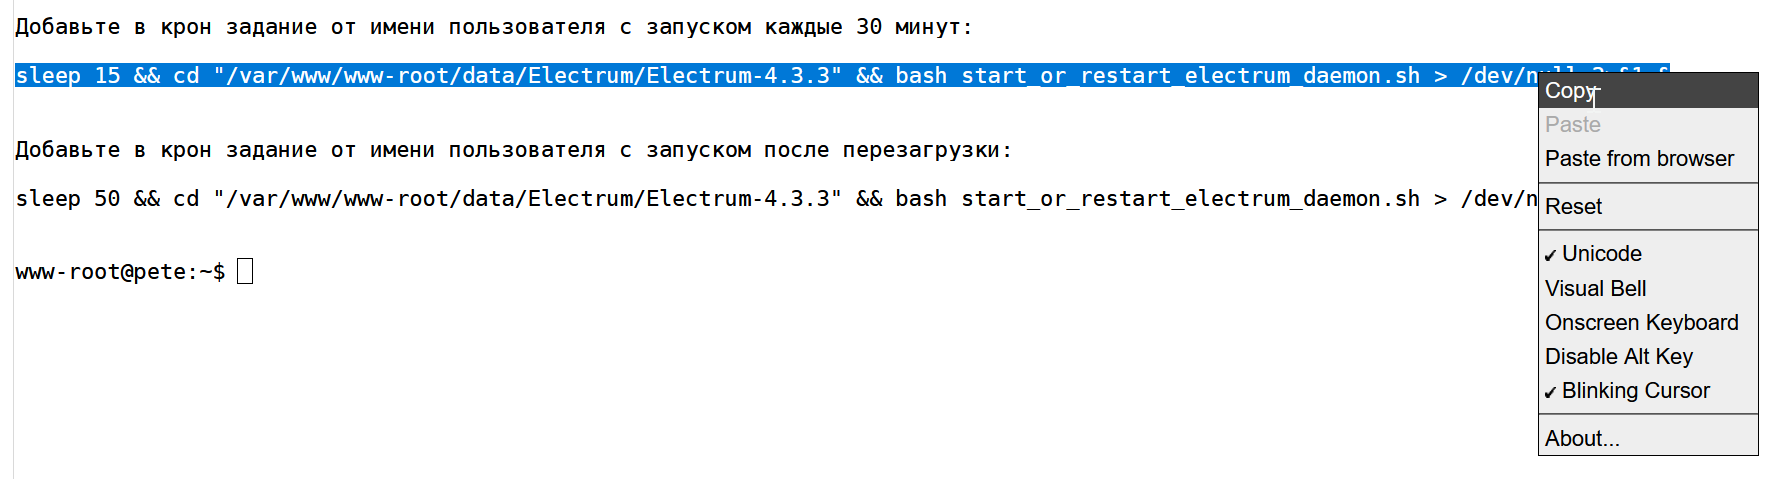 Добавьте в крон задание от имени пользователя с запуском каждые 30 минут:
sleep 15 && cd "/var/www/www-root/data/Electrum/Electrum-4.3.3" && bash start_or_restart_electrum_daemon.sh > /dev/null 2>&1 &
Добавьте в крон задание от имени пользователя с запуском после перезагрузки:
sleep 50 && cd "/var/www/www-root/data/Electrum/Electrum-4.3.3" && bash start_or_restart_electrum_daemon.sh > /dev/n
www-root@pete:~$
Copy
Paste
Paste from browser
Reset
✔ Unicode
Visual Bell
Onscreen Keyboard
Disable Alt Key
✔ Blinking Cursor
About...